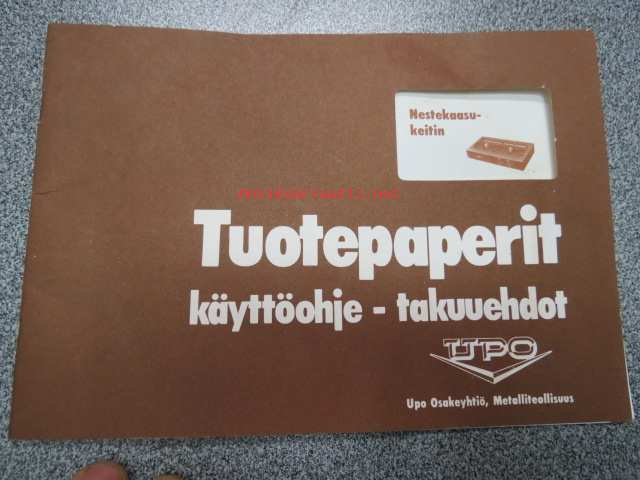 Nestekaasu-
keitin
Tuotepaperit
käyttöohje - takuuehdot
UPO
Upo Osakeyhtiö, Metalliteollisuus